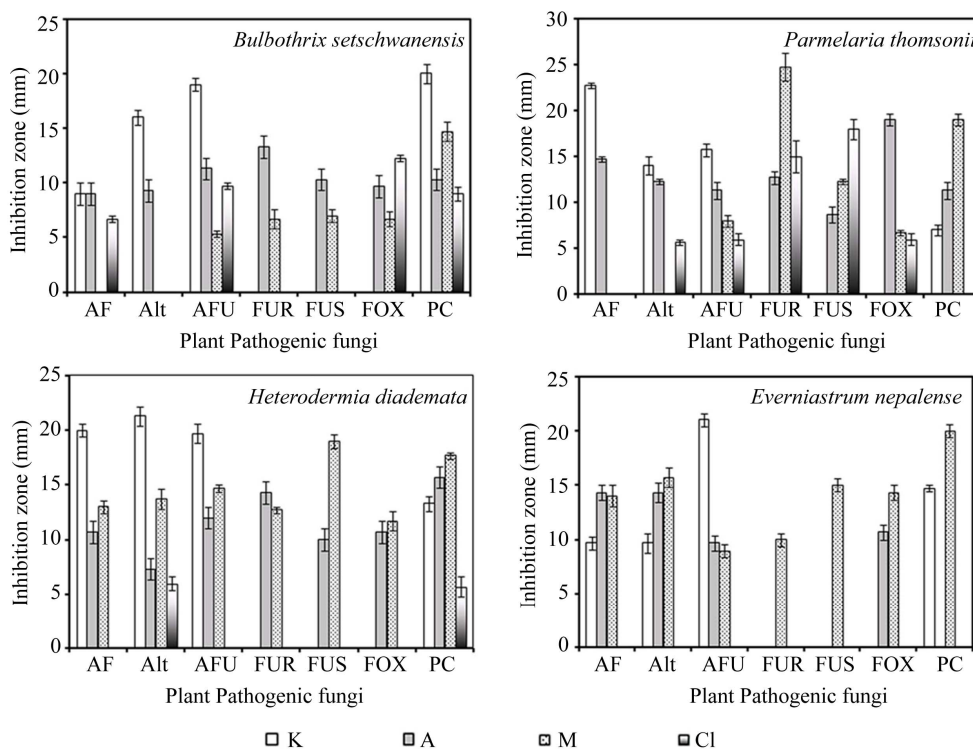 Bulbothrix setschwanensis
Inhibition zone (mm)
25
20
15
10
5
0
AF Alt AFU FUR FUS FOX PC
Plant Pathogenic fungi
Parmelaria thomsonii
Inhibition zone (mm)
30
25
20
15
10
5
0
AF Alt AFU FUR FUS FOX PC
Plant Pathogenic fungi
Heterodermia diademata
Inhibition zone (mm)
25
20
15
10
5
0
AF Alt AFU FUR FUS FOX PC
Plant Pathogenic fungi
Everniastrum nepalense
Inhibition zone (mm)
25
20
15
10
5
0
AF Alt AFU FUR FUS FOX PC
Plant Pathogenic fungi
K A M Cl